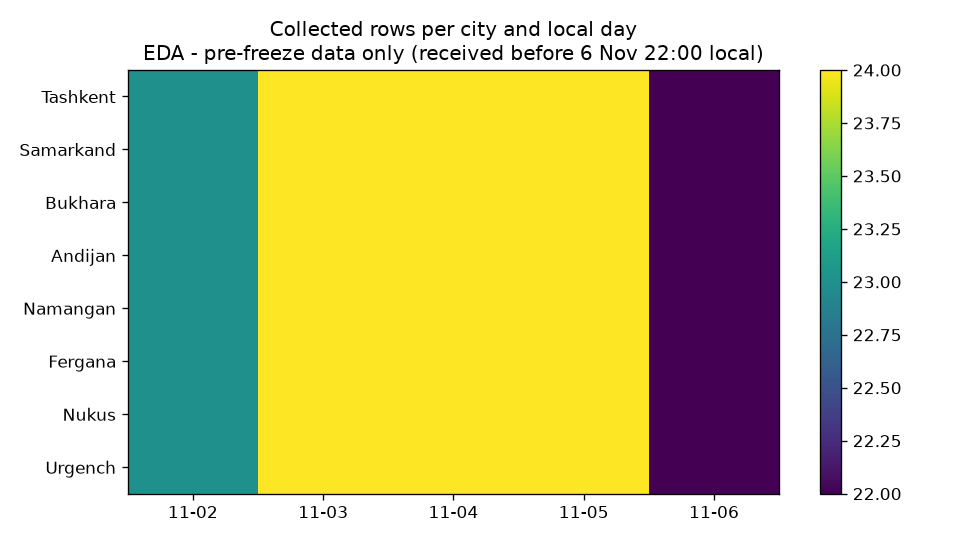 Collected rows per city and local day
EDA - pre-freeze data only (received before 6 Nov 22:00 local)
Tashkent
Samarkand
Bukhara
Andijan
Namangan
Fergana
Nukus
Urgench
11-02 11-03 11-04 11-05 11-06
24.00
23.75
23.50
23.25
23.00
22.75
22.50
22.25
22.00